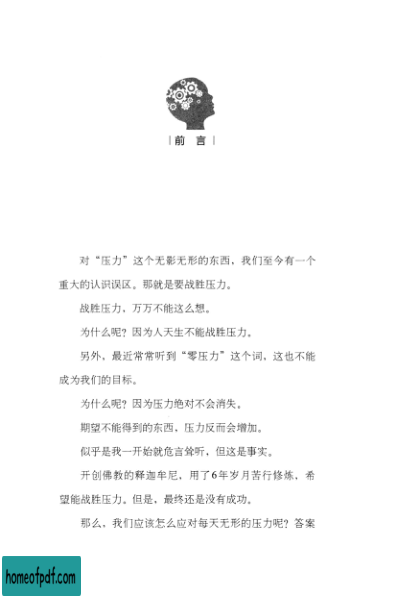 |前 言|
对“压力”这个无影无形的东西，我们至今有一个
重大的认识误区。那就是要战胜压力。
战胜压力，万万不能这么想。
为什么呢？因为人天生不能战胜压力。
另外，最近常常听到“零压力”这个词，这也不能
成为我们的目标。
为什么呢？因为压力绝对不会消失。
期望不能得到的东西，压力反而会增加。
似乎是我一开始就危言耸听，但这是事实。
开创佛教的释迦牟尼，用了6年岁月苦行修炼，希
望能战胜压力。但是，最终还是没有成功。
那么，我们应该怎么应对每天无形的压力呢？答案
homeofpdf.com